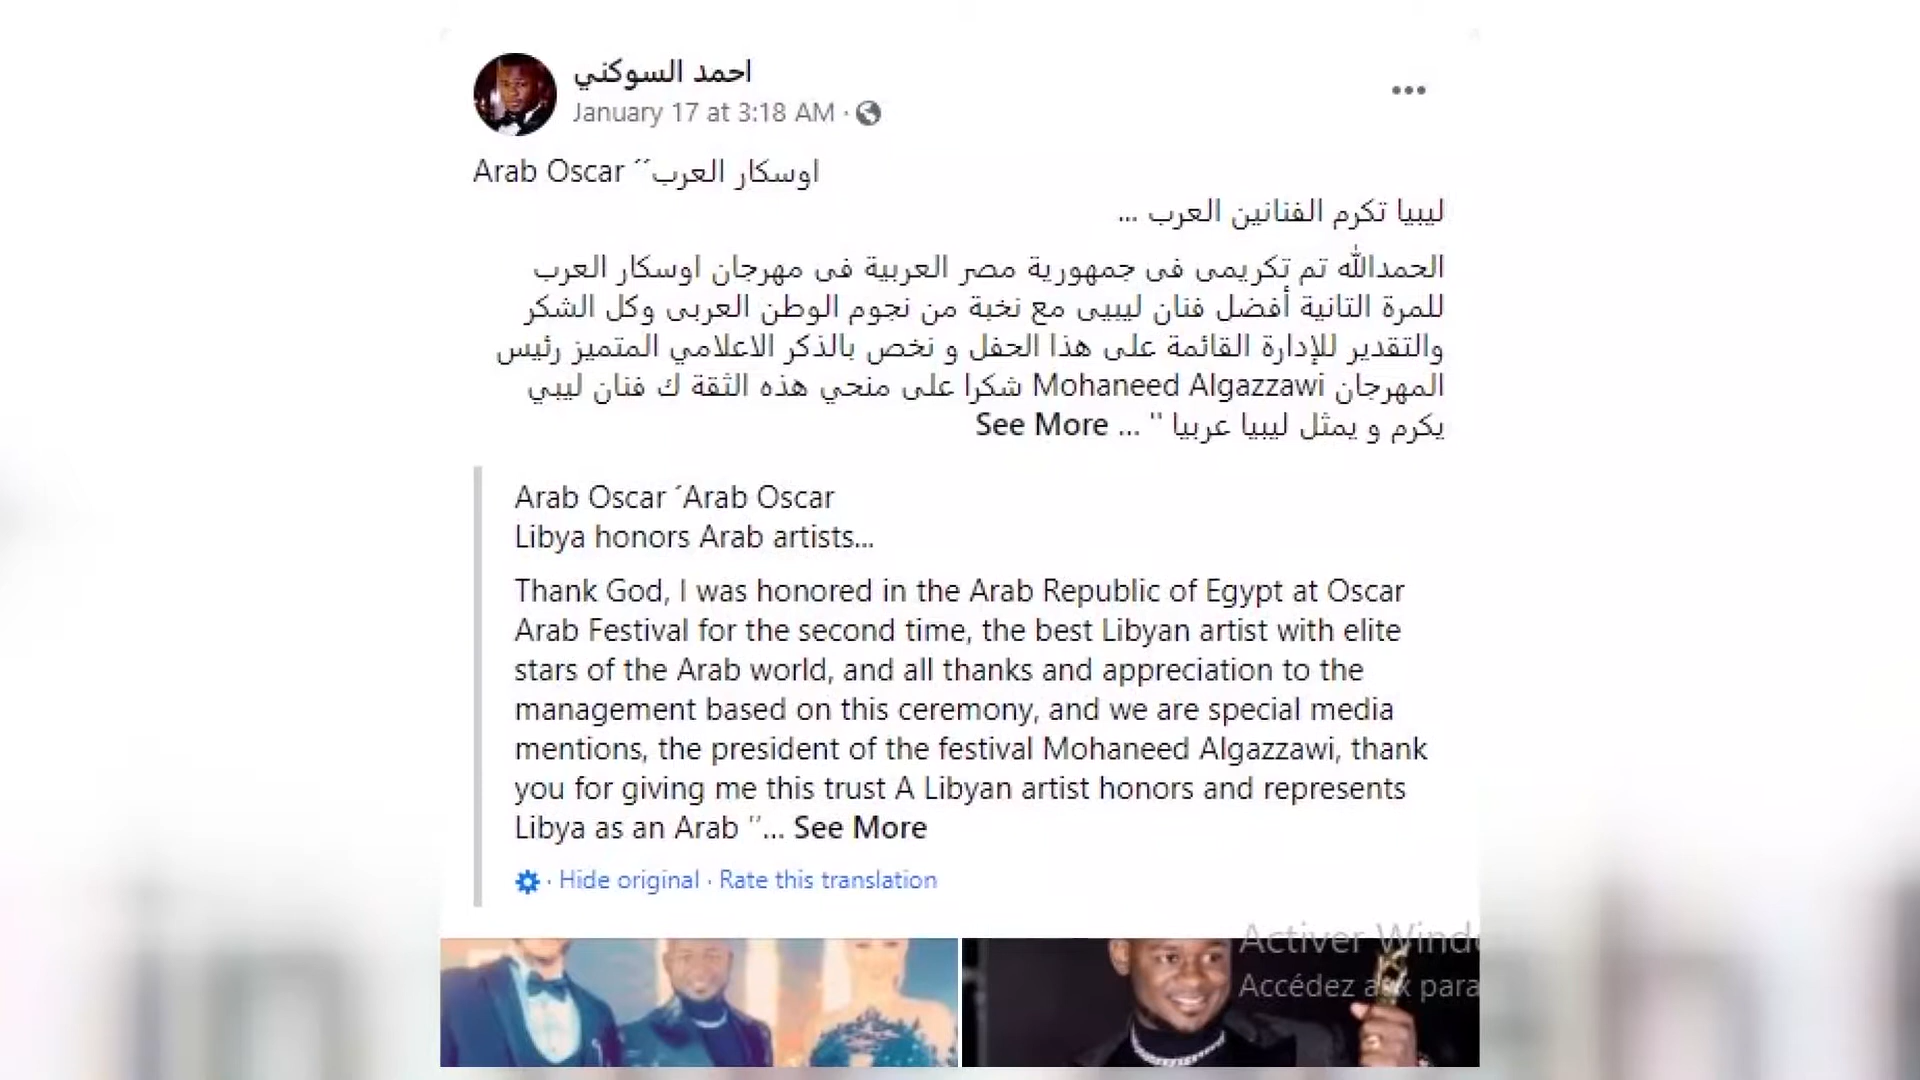 احمد السوكني
January 17 at 3:18 AM ·
Arab Oscar ´´اوسكار العرب
ليبيا تكرم الفنانين العرب ...
الحمدالله تم تكريمى فى جمهورية مصر العربية فى مهرجان اوسكار العرب
للمرة التانية أفضل فنان ليبيى مع نخبة من نجوم الوطن العربى وكل الشكر
والتقدير للإدارة القائمة على هذا الحفل و نخص بالذكر الاعلامي المتميز رئيس
المهرجان Mohaneed Algazzawi شكرا على منحي هذه الثقة ك فنان ليبي
يكرم و يمثل ليبيا عربيا '' ... See More
Arab Oscar ´Arab Oscar
Libya honors Arab artists...
Thank God, I was honored in the Arab Republic of Egypt at Oscar
Arab Festival for the second time, the best Libyan artist with elite
stars of the Arab world, and all thanks and appreciation to the
management based on this ceremony, and we are special media
mentions, the president of the festival Mohaneed Algazzawi, thank
you for giving me this trust A Libyan artist honors and represents
Libya as an Arab ''... See More
· Hide original · Rate this translation
Activer Wind
Accédez aux para